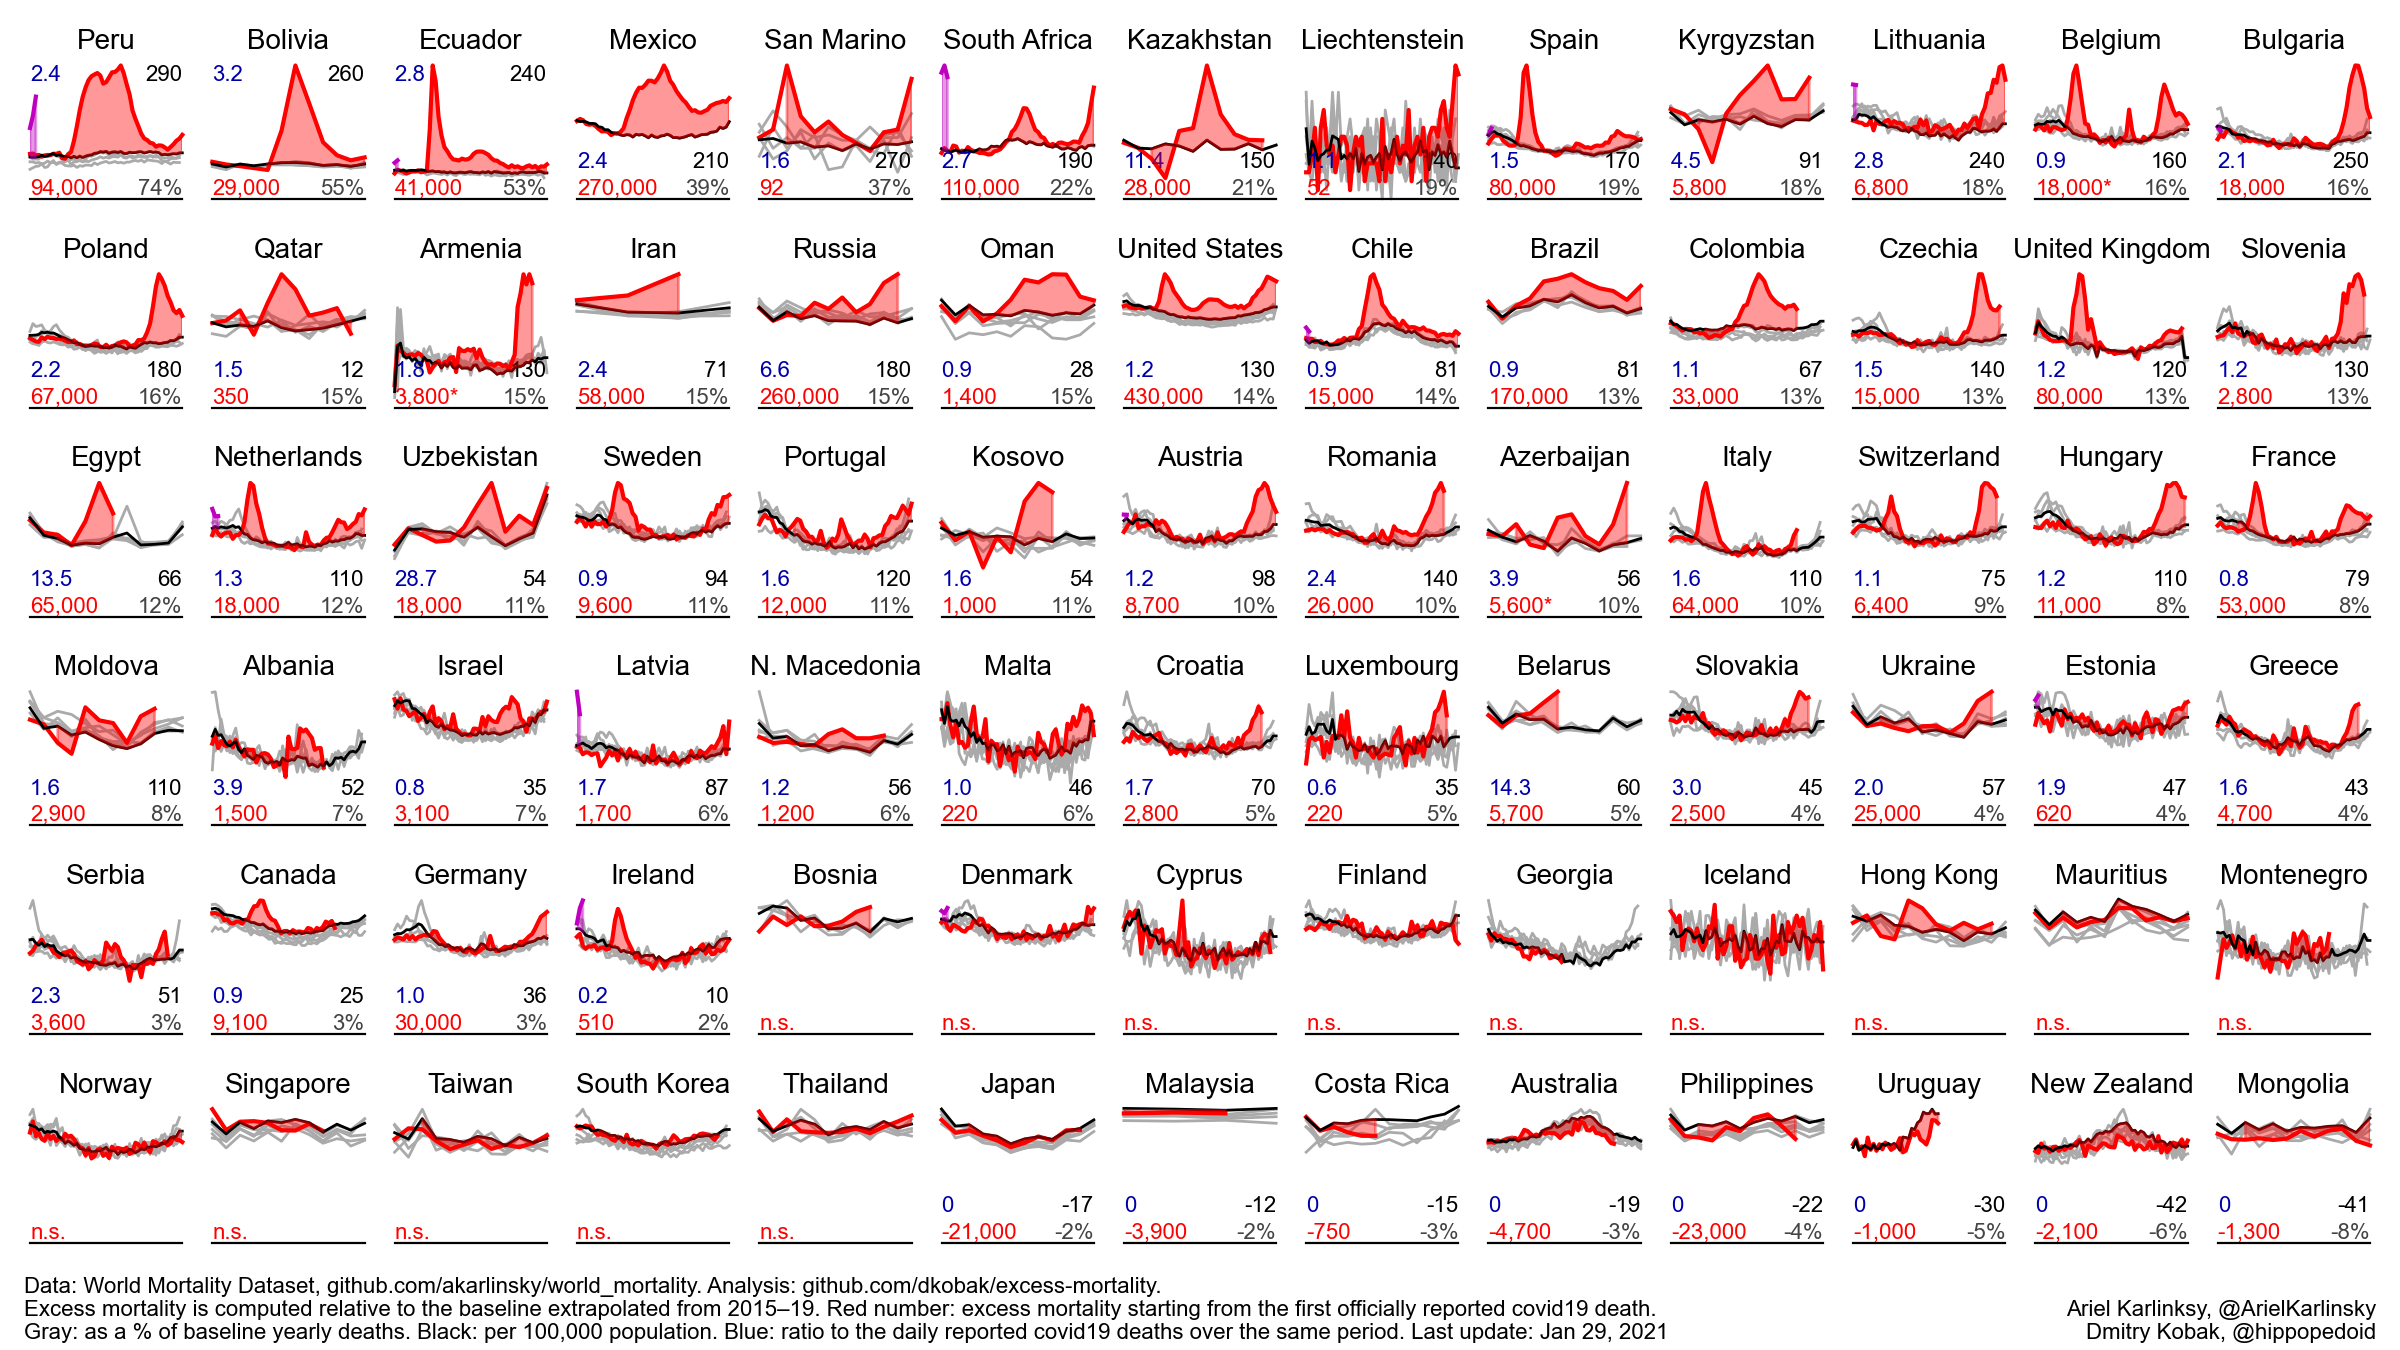 Peru Bolivia Ecuador Mexico San Marino South Africa Kazakhstan Liechtenstein Spain Kyrgyzstan Lithuania Belgium Bulgaria
2.4 290 3.2 260 2.8 240
2.4 210 1.6 270 2.7 190 11.4 150 1.1 40 1.5 170 4.5 91 2.8 240 0.9 160 2.1 250
94,000 74% 29,000 55% 41,000 53% 270,000 39% 92 37% 110,000 22% 28,000 21% 52 19% 80,000 19% 5,800 18% 6,800 18% 18,000* 16% 18,000 16%
Poland Qatar Armenia Iran Russia Oman United States Chile Brazil Colombia Czechia United Kingdom Slovenia
2.2 180 1.5 12 1.8 130 2.4 71 6.6 180 0.9 28 1.2 130 0.9 81 0.9 81 1.1 67 1.5 140 1.2 120 1.2 130
67,000 16% 350 15% 3,800* 15% 58,000 15% 260,000 15% 1,400 15% 430,000 14% 15,000 14% 170,000 13% 33,000 13% 15,000 13% 80,000 13% 2,800 13%
Egypt Netherlands Uzbekistan Sweden Portugal Kosovo Austria Romania Azerbaijan Italy Switzerland Hungary France
13.5 66 1.3 110 28.7 54 0.9 94 1.6 120 1.6 54 1.2 98 2.4 140 3.9 56 1.6 110 1.1 75 1.2 110 0.8 79
65,000 12% 18,000 12% 18,000 11% 9,600 11% 12,000 11% 1,000 11% 8,700 10% 26,000 10% 5,600* 10% 64,000 10% 6,400 9% 11,000 8% 53,000 8%
Moldova Albania Israel Latvia N. Macedonia Malta Croatia Luxembourg Belarus Slovakia Ukraine Estonia Greece
1.6 110 3.9 52 0.8 35 1.7 87 1.2 56 1.0 46 1.7 70 0.6 35 14.3 60 3.0 45 2.0 57 1.9 47 1.6 43
2,900 8% 1,500 7% 3,100 7% 1,700 6% 1,200 6% 220 6% 2,800 5% 220 5% 5,700 5% 2,500 4% 25,000 4% 620 4% 4,700 4%
Serbia Canada Germany Ireland Bosnia Denmark Cyprus Finland Georgia Iceland Hong Kong Mauritius Montenegro
2.3 51 0.9 25 1.0 36 0.2 10
3,600 3% 9,100 3% 30,000 3% 510 2% n.s. n.s. n.s. n.s. n.s. n.s. n.s. n.s. n.s.
Norway Singapore Taiwan South Korea Thailand Japan Malaysia Costa Rica Australia Philippines Uruguay New Zealand Mongolia
0 -17 0 -12 0 -15 0 -19 0 -22 0 -30 0 -42 0 -41
n.s. n.s. n.s. n.s. n.s. -21,000 -2% -3,900 -2% -750 -3% -4,700 -3% -23,000 -4% -1,000 -5% -2,100 -6% -1,300 -8%
Data: World Mortality Dataset, github.com/akarlinsky/world_mortality. Analysis: github.com/dkobak/excess-mortality.
Excess mortality is computed relative to the baseline extrapolated from 2015–19. Red number: excess mortality starting from the first officially reported covid19 death.
Gray: as a % of baseline yearly deaths. Black: per 100,000 population. Blue: ratio to the daily reported covid19 deaths over the same period. Last update: Jan 29, 2021
Ariel Karlinksy, @ArielKarlinsky
Dmitry Kobak, @hippopedoid